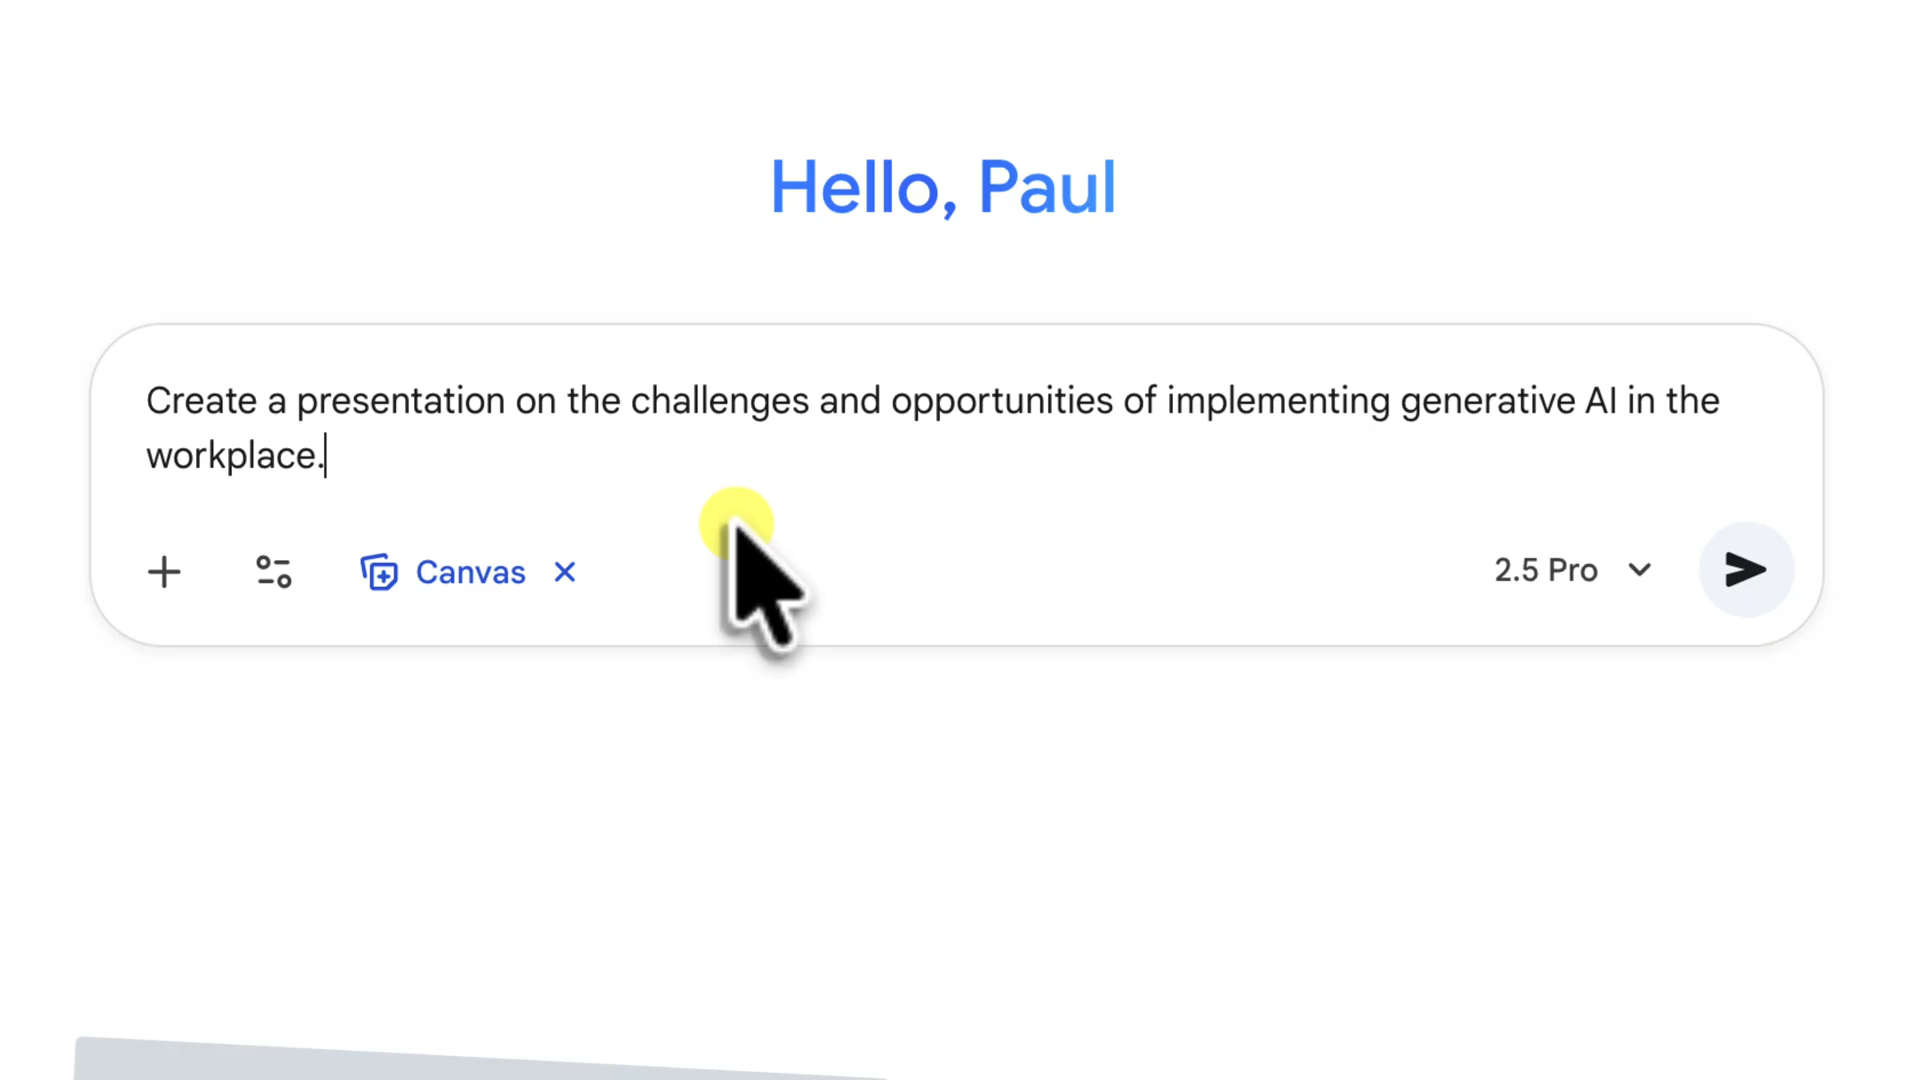 Hello, Paul
Create a presentation on the challenges and opportunities of implementing generative AI in the
workplace.
Canvas
2.5 Pro